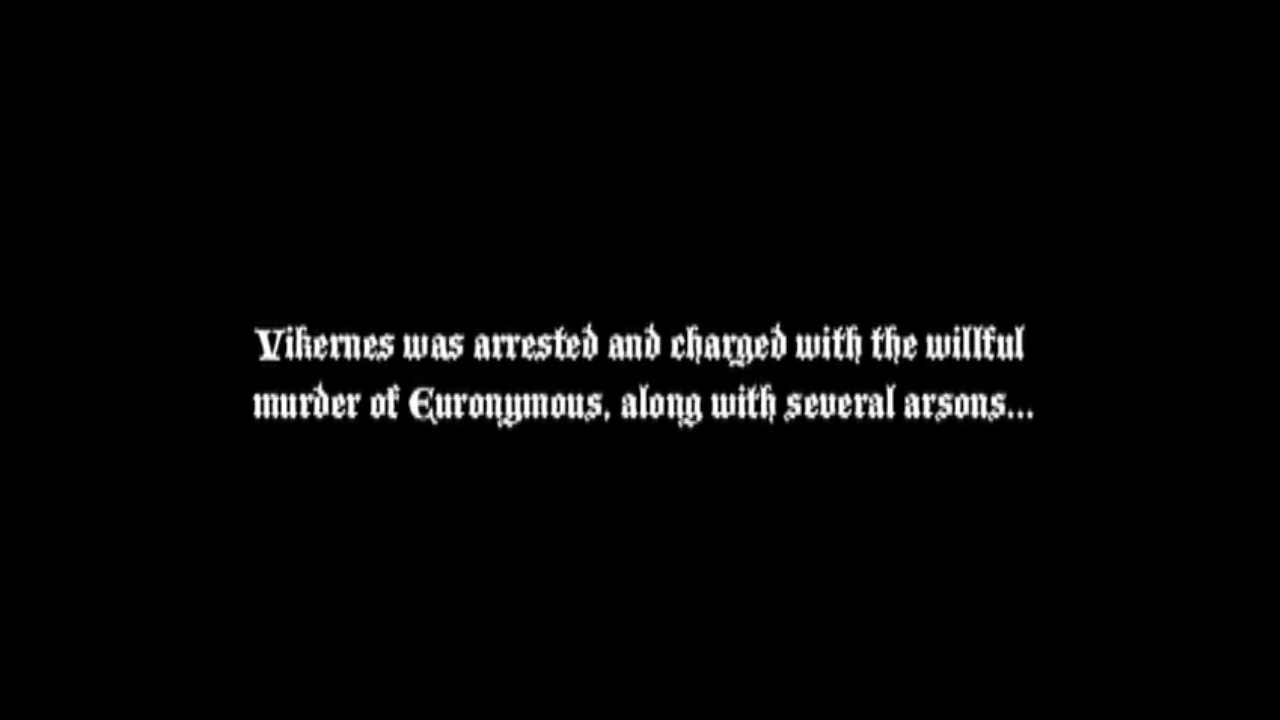 Vikernes was arrested and charged with the willful
murder of Euronymous, along with several arsons...